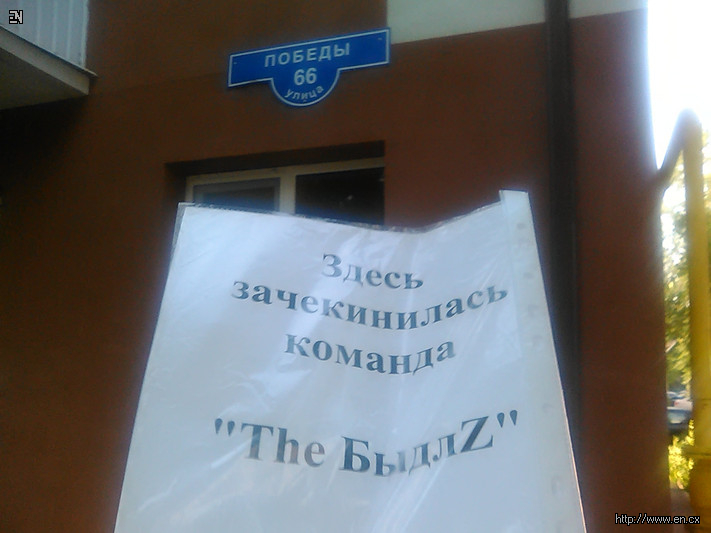 EN
ПОБЕДЫ
66
улица
Здесь
зачекинилась
команда
"The БыдлZ"
http://www.en.cx